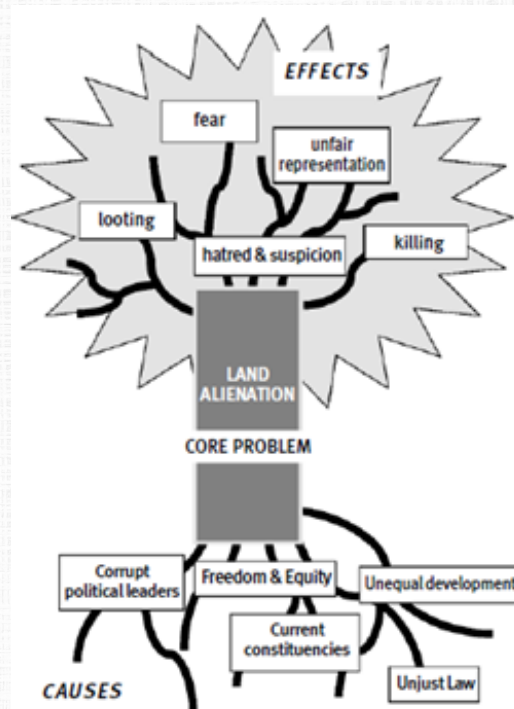 EFFECTS
fear
unfair
representation
looting
hatred & suspicion
killing
LAND
ALIENATION
CORE PROBLEM
Corrupt
political leaders
Freedom & Equity
Unequal development
Current
constituencies
Unjust Law
CAUSES